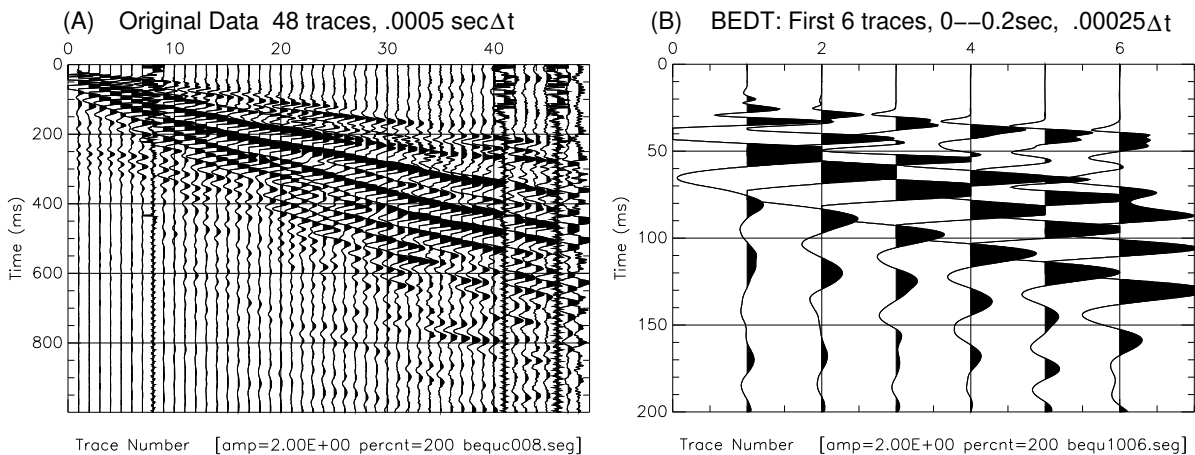 (A) Original Data 48 traces, .0005 secΔt
0 10 20 30 40
0
200
400
600
800
Time (ms)
Trace Number [amp=2.00E+00 percnt=200 bequc008.seg]
(B) BEDT: First 6 traces, 0––0.2sec, .00025Δt
0 2 4 6
0
50
100
150
200
Time (ms)
Trace Number [amp=2.00E+00 percnt=200 bequ1006.seg]